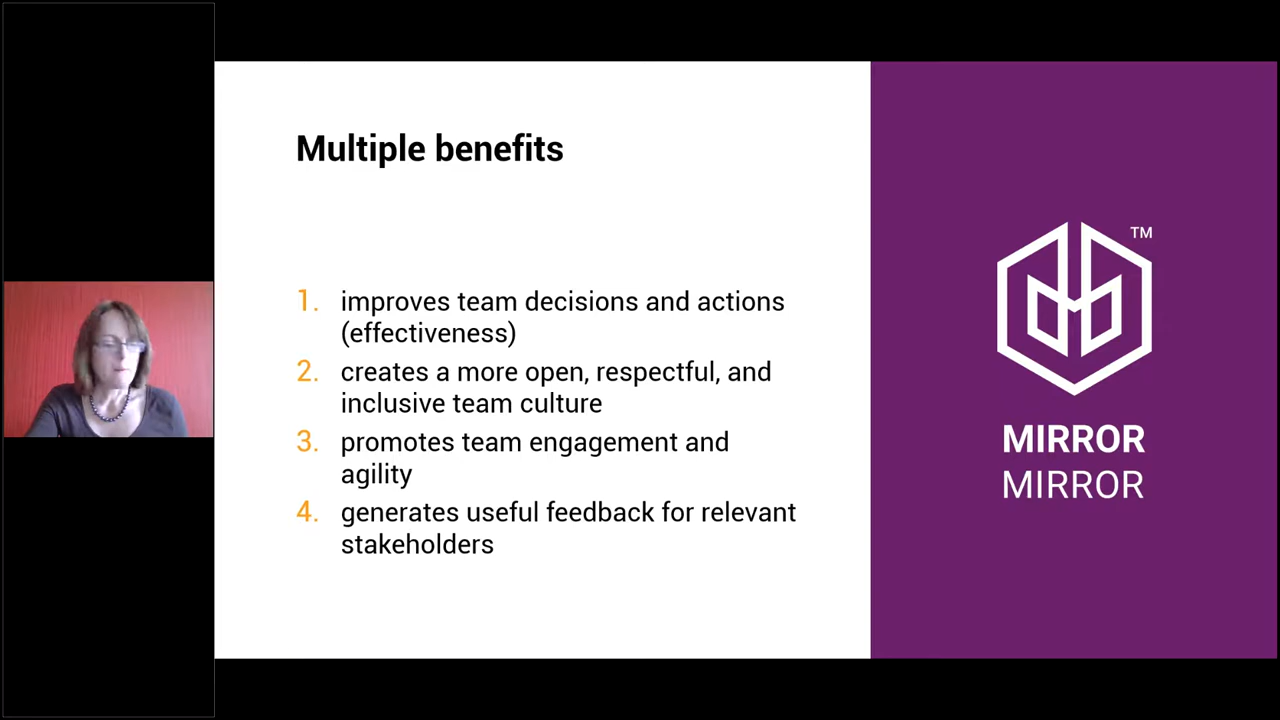 Multiple benefits
1. improves team decisions and actions
(effectiveness)
2. creates a more open, respectful, and
inclusive team culture
3. promotes team engagement and
agility
4. generates useful feedback for relevant
stakeholders
TM
MIRROR
MIRROR